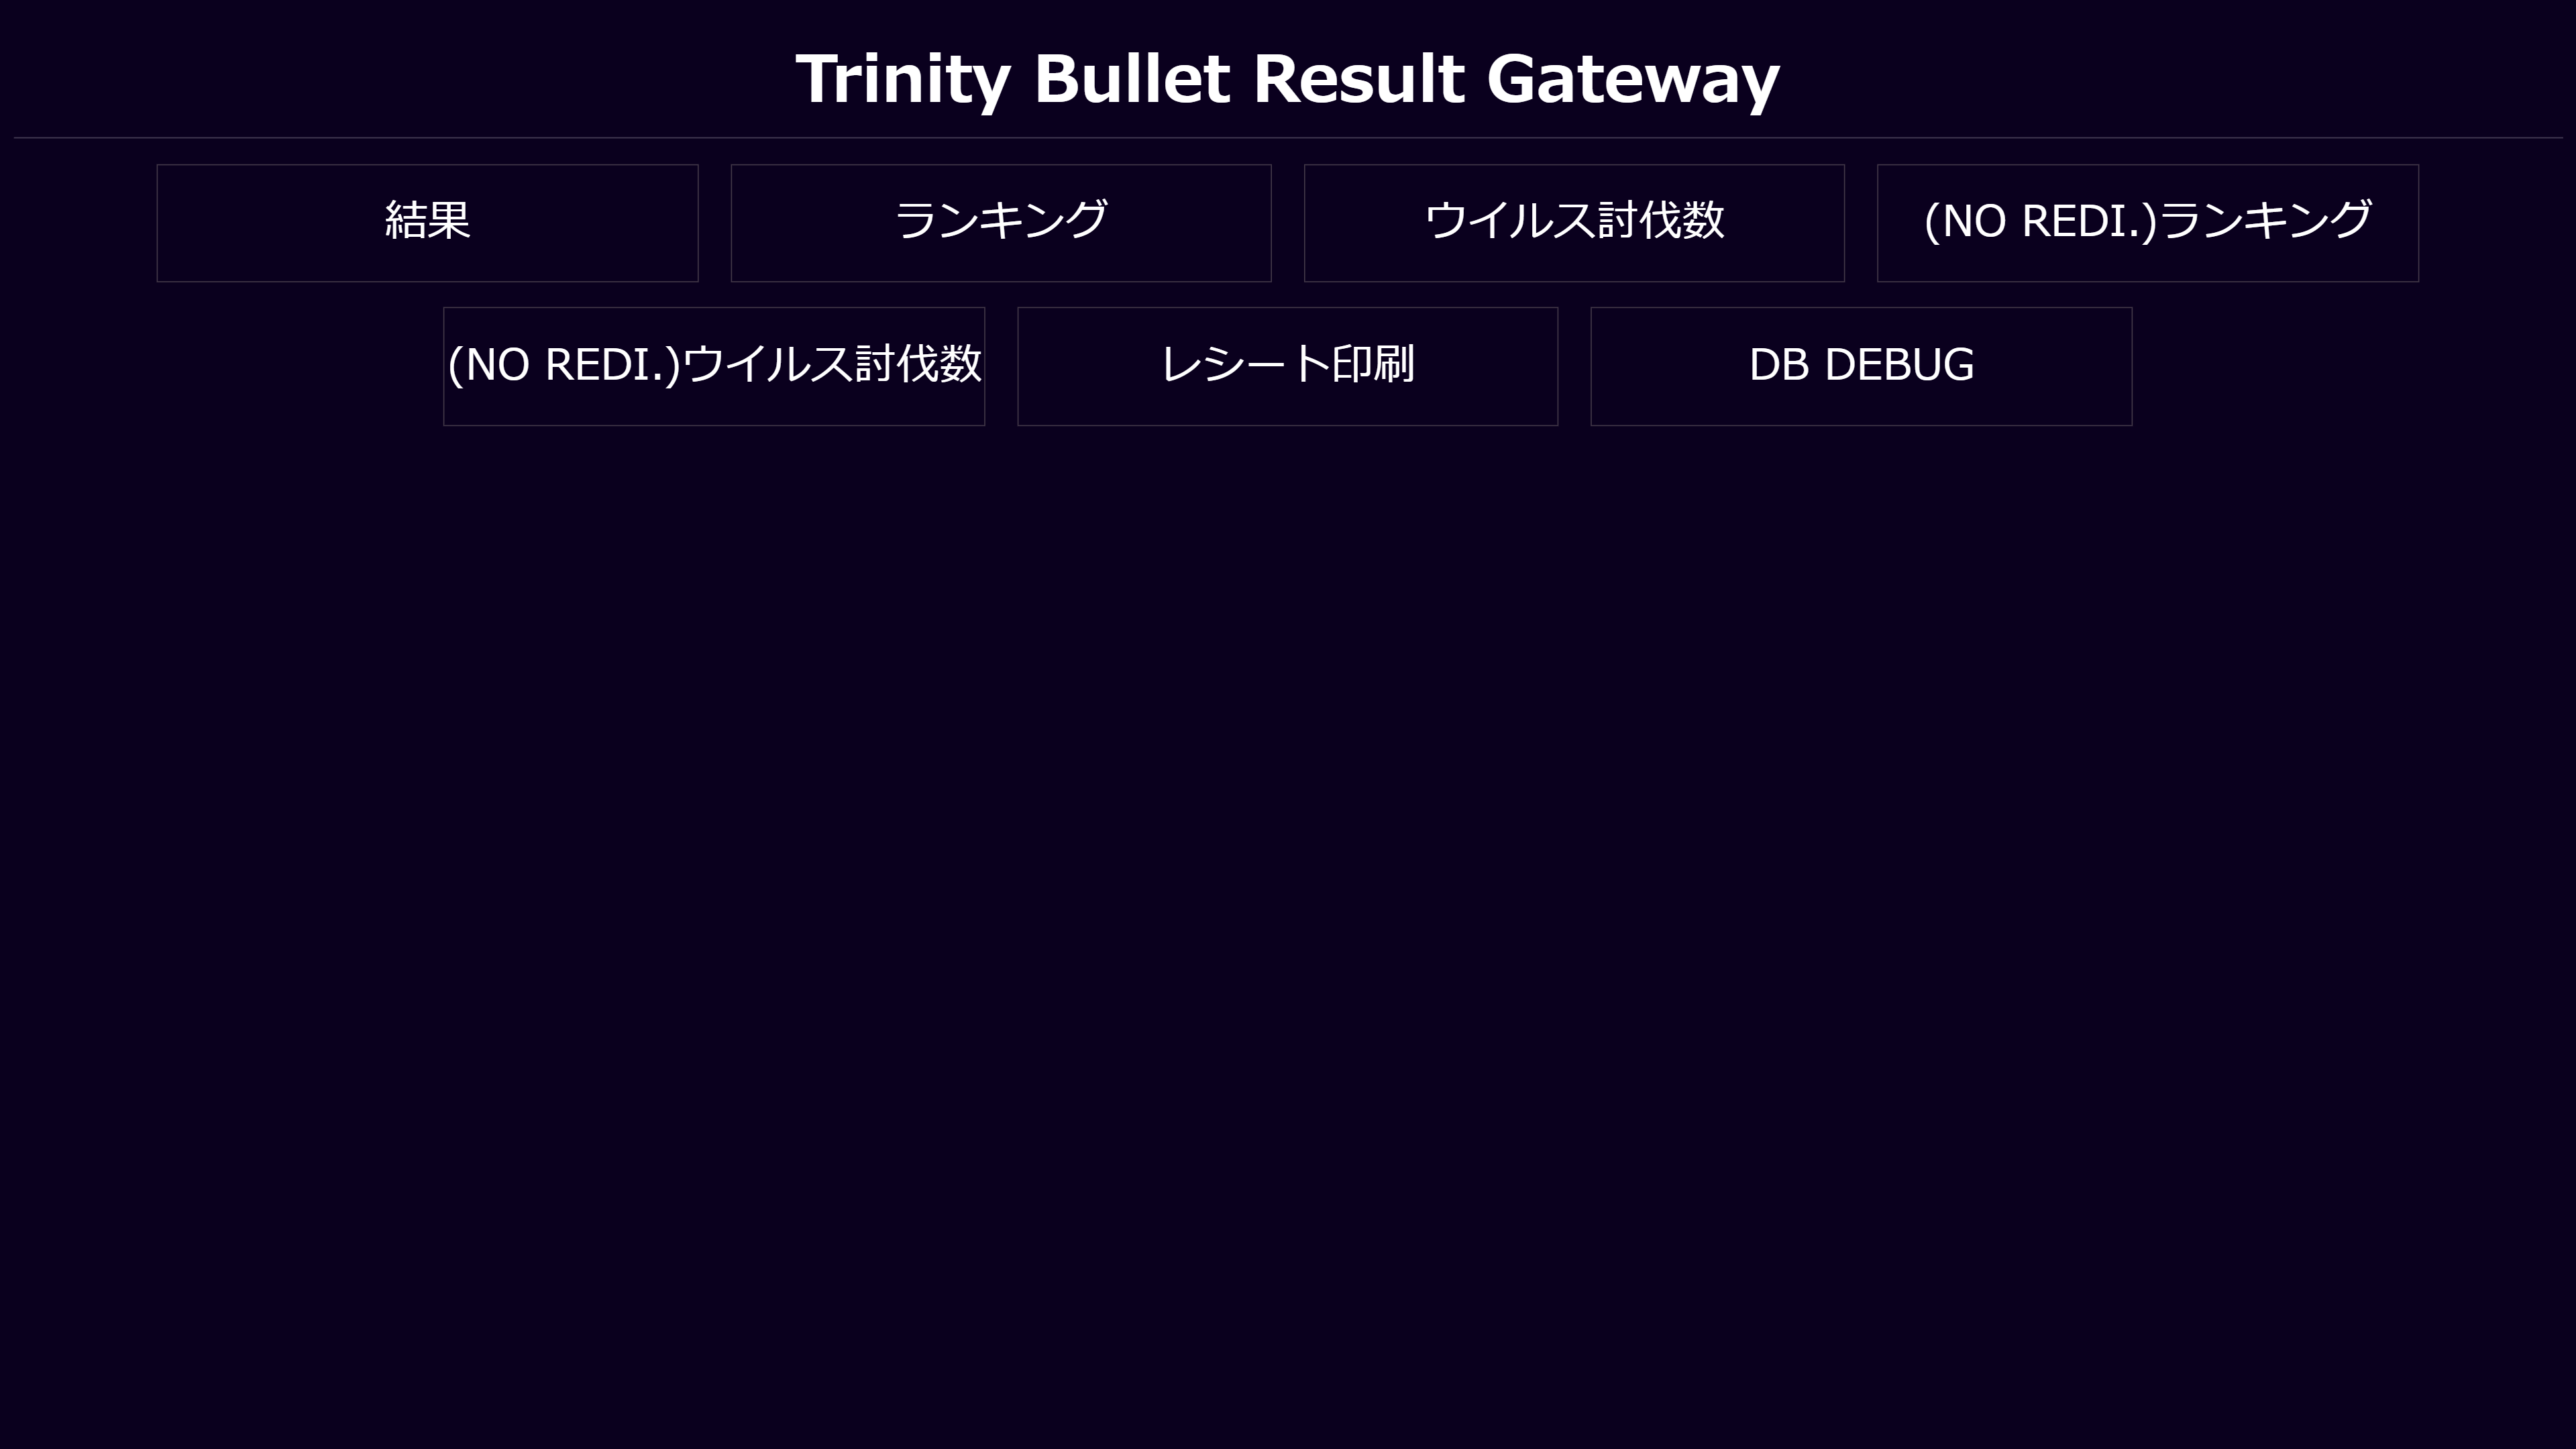 Trinity Bullet Result Gateway
結果
ランキング
ウイルス討伐数
(NO REDI.)ランキング
(NO REDI.)ウイルス討伐数
レシート印刷
DB DEBUG